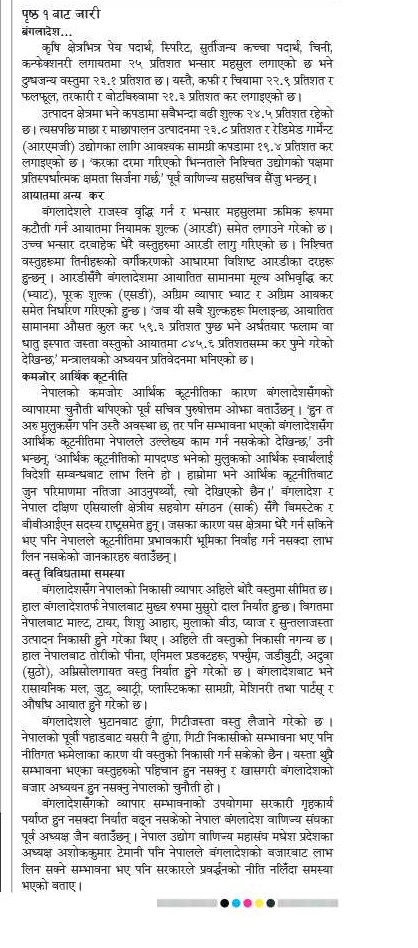 पृष्ठ १ बाट जारी
बंगलादेश...
कृषि क्षेत्रभित्र पेय पदार्थ, स्पिरिट, सुर्तीजन्य कच्चा पदार्थ, चिनी,
कन्फेक्शनरी लगायतमा २५ प्रतिशत भन्सार महसुल लगाएको छ भने
दुग्धजन्य वस्तुमा २३.१ प्रतिशत छ। यस्तै, कफी र चियामा २२.९ प्रतिशत र
फलफूल, तरकारी र बोटबिरुवामा २१.३ प्रतिशत कर लगाइएको छ।
उत्पादन क्षेत्रमा भने कपडामा सबैभन्दा बढी शुल्क २४.५ प्रतिशत रहेको
छ। त्यसपछि माछा र माछापालन उत्पादनमा २३.८ प्रतिशत र रेडिमेड गार्मेन्ट
(आरएमजी) उद्योगका लागि आवश्यक सामग्री कपडामा १९.४ प्रतिशत कर
लगाइएको छ। 'करका दरमा गरिएको भिन्नताले निश्चित उद्योगको पक्षमा
प्रतिस्पर्धात्मक क्षमता सिर्जना गर्छ,' पूर्व वाणिज्य सहसचिव सैंजु भन्छन्।
आयातमा अन्य कर
बंगलादेशले राजस्व वृद्धि गर्न र भन्सार महसुलमा क्रमिक रूपमा
कटौती गर्न आयातमा नियामक शुल्क (आरडी) समेत लगाउने गरेको छ।
उच्च भन्सार दरबाहेक धेरै वस्तुहरूमा आरडी लागु गरिएको छ। निश्चित
वस्तुहरूमा तिनीहरूको वर्गीकरणको आधारमा विशिष्ट आरडीका दरहरू
हुन्छन्। आरडीसँगै बंगलादेशमा आयातित सामानमा मूल्य अभिवृद्धि कर
(भ्याट), पूरक शुल्क (एसडी), अग्रिम व्यापार भ्याट र अग्रिम आयकर
समेत निर्धारण गरिएको हुन्छ। 'जब यी सबै शुल्कहरू मिलाइन्छ, आयातित
सामानमा औसत कुल कर ५९.३ प्रतिशत पुग्छ भने अर्धतयार फलाम वा
धातु इस्पात जस्ता वस्तुको आयातमा ८४५.६ प्रतिशतसम्म कर पुग्ने गरेको
देखिन्छ,' मन्त्रालयको अध्ययन प्रतिवेदनमा भनिएको छ।
कमजोर आर्थिक कूटनीति
नेपालको कमजोर आर्थिक कूटनीतिका कारण बंगलादेशसँगको
व्यापारमा चुनौती थपिएको पूर्व सचिव पुरुषोत्तम ओझा बताउँछन्। 'हुन त
अरु मुलुकसँग पनि उस्तै अवस्था छ, तर पनि सम्भावना भएको बंगलादेशसँग
आर्थिक कूटनीतिमा नेपालले उल्लेख्य काम गर्न नसकेको देखिन्छ,' उनी
भन्छन्, 'आर्थिक कूटनीतिको मापदण्ड भनेको मुलुकको आर्थिक स्वार्थलाई
विदेशी सम्बन्धबाट लाभ लिने हो। हाम्रोमा भने आर्थिक कूटनीतिबाट
जुन परिमाणमा नतिजा आउनुपर्थ्यो, त्यो देखिएको छैन।' बंगलादेश र
नेपाल दक्षिण एसियाली क्षेत्रीय सहयोग संगठन (सार्क) सँगै बिमस्टेक र
बीबीआईएन सदस्य राष्ट्रसमेत हुन्। जसका कारण यस क्षेत्रमा धेरै गर्न सकिने
भए पनि नेपालले कूटनीतिमा प्रभावकारी भूमिका निर्वाह गर्न नसक्दा लाभ
लिन नसकेको जानकारहरु बताउँछन्।
वस्तु विविधतामा समस्या
बंगलादेशसँग नेपालको निकासी व्यापार अहिले थोरै वस्तुमा सीमित छ।
हाल बंगलादेशतर्फ नेपालबाट मुख्य रुपमा मुसुरो दाल निर्यात हुन्छ। विगतमा
नेपालबाट माल्ट, टायर, शिशु आहार, मुलाको बीउ, प्याज र सुन्तलाजस्ता
उत्पादन निकासी हुने गरेका थिए। अहिले ती वस्तुको निकासी नगन्य छ।
हाल नेपालबाट तोरीको पीना, एनिमल प्रडक्टहरू, पर्फ्युम, जडीबुटी, अदुवा
(सुठो), अम्रिसोलगायत वस्तु निर्यात हुने गरेको छ। बंगलादेशबाट भने
रासायनिक मल, जुट, ब्याट्री, प्लास्टिकका सामग्री, मेशिनरी तथा पार्टस् र
औषधि आयात हुने गरेको छ।
बंगलादेशले भुटानबाट ढुंगा, गिटीजस्ता वस्तु लैजाने गरेको छ।
नेपालको पूर्वी पहाडबाट यसरी नै ढुंगा, गिटी निकासीको सम्भावना भए पनि
नीतिगत झमेलाका कारण यी वस्तुको निकासी गर्न सकेको छैन। यस्ता थुप्रै
सम्भावना भएका वस्तुहरुको पहिचान हुन नसक्नु र खासगरी बंगलादेशको
बजार अध्ययन हुन नसक्नु नेपालको चुनौती हो।
बंगलादेशसँगको व्यापार सम्भावनाको उपयोगमा सरकारी गृहकार्य
पर्याप्त हुन नसक्दा निर्यात बढ्न नसकेको नेपाल बंगलादेश वाणिज्य संघका
पूर्व अध्यक्ष जैन बताउँछन्। नेपाल उद्योग वाणिज्य महासंघ मधेश प्रदेशका
अध्यक्ष अशोककुमार टेमानी पनि नेपालले बंगलादेशको बजारबाट लाभ
लिन सक्ने सम्भावना भए पनि सरकारले प्रवर्द्धनको नीति नलिँदा समस्या
भएको बताए।